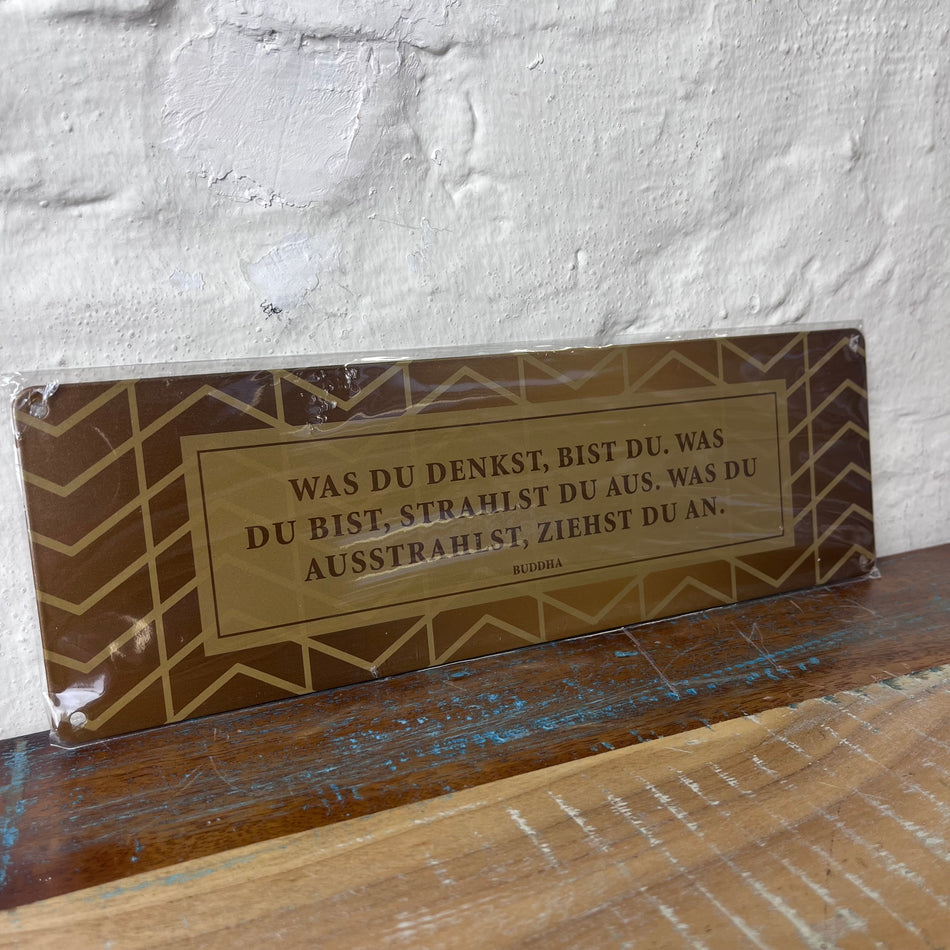 WAS DU DENKST, BIST DU. WAS
DU BIST, STRAHLST DU AUS. WAS DU
AUSSTRAHLST, ZIEHST DU AN.
BUDDHA